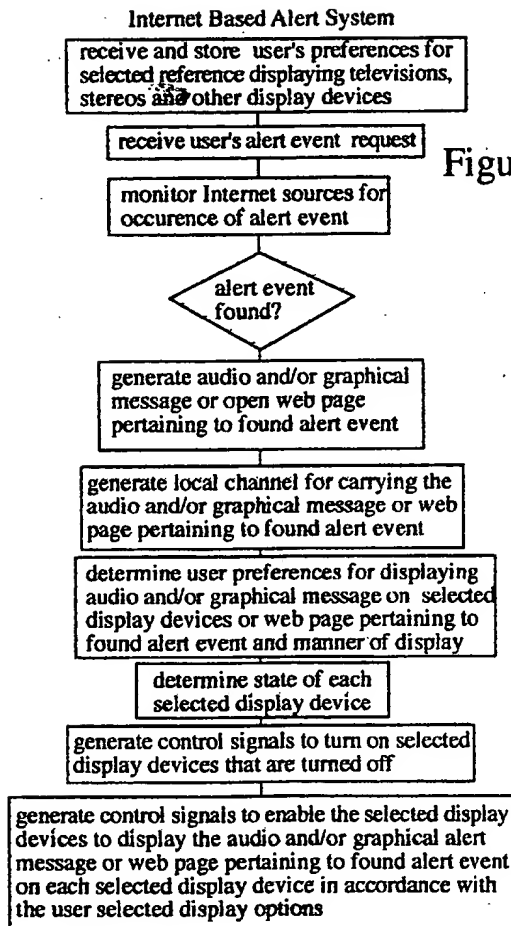 Internet Based Alert System
receive and store user's preferences for
selected reference displaying televisions,
stereos and other display devices
receive user's alert event request
Figu
monitor Internet sources for
occurence of alert event
alert event
found?
generate audio and/or graphical
message or open web page
pertaining to found alert event
generate local channel for carrying the
audio and/or graphical message or web
page pertaining to found alert event
determine user preferences for displaying
audio and/or graphical message on selected
display devices or web page pertaining to
found alert event and manner of display
determine state of each
selected display device
generate control signals to turn on selected
display devices that are turned off
generate control signals to enable the selected display
devices to display the audio and/or graphical alert
message or web page pertaining to found alert event
on each selected display device in accordance with
the user selected display options